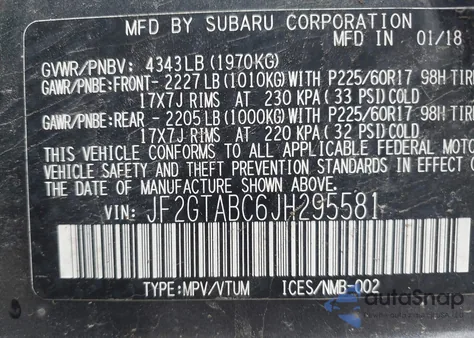 MFD BY SUBARU CORPORATION
MFD IN 01/18
GVWR/PNBV: 4343LB (1970KG)
GAWR/PNBE:FRONT- 2227LB (1010KG)WITH P225/60R17 98H TIR
17X7J RIMS AT 230 KPA (33 PSI)COLD
GAWR/PNBE:REAR - 2205LB (1000KG)WITH P225/60R17 98H TIR
17X7J RIMS AT 220 KPA (32 PSI)COLD
THIS VEHICLE CONFORMS TO ALL APPLICABLE FEDERAL MOTO
VEHICLE SAFETY AND THEFT PREVENTION STANDARDS IN EFFECT O
THE DATE OF MANUFACTURE SHOWN ABOVE.
VIN: JF2GTABC6JH295581
TYPE:MPV/VTUM ICES/NMB-002
autoSnap